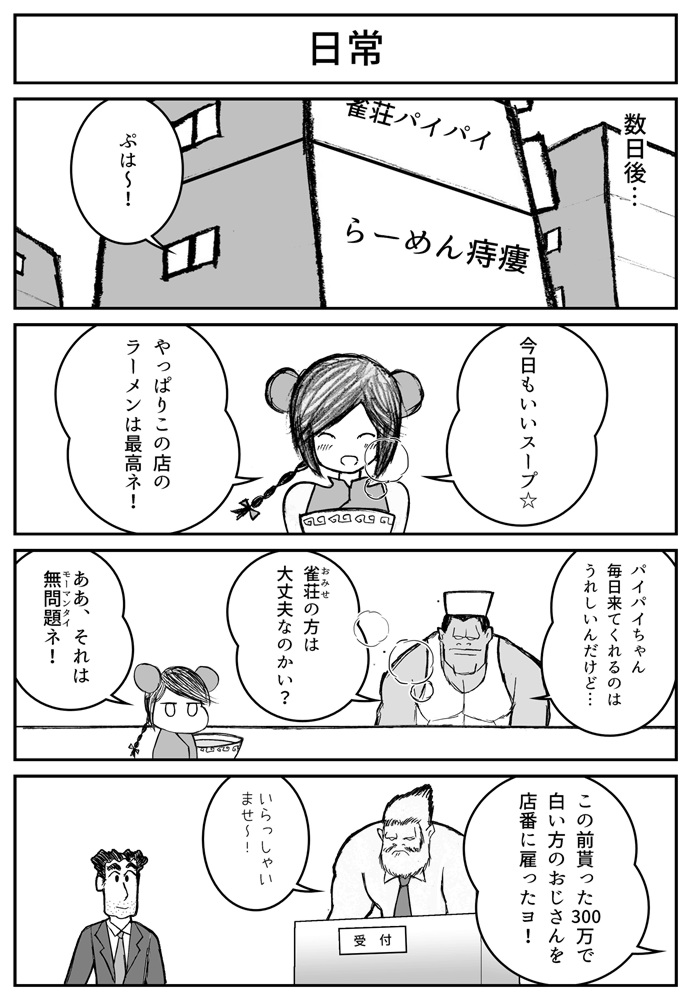 日常
数日後…
雀荘パイパイ
らーめん痔瘻
ぷは〜！
今日もいいスープ☆
やっぱりこの店の
ラーメンは最高ネ！
パイパイちゃん
毎日来てくれるのは
うれしいんだけど…
雀荘の方は
おみせ
大丈夫なのかい？
ああ、それは
無問題ネ！
モーマンタイ
この前貰った300万で
白い方のおじさんを
店番に雇ったヨ！
いらっしゃい
ませ〜！
受付